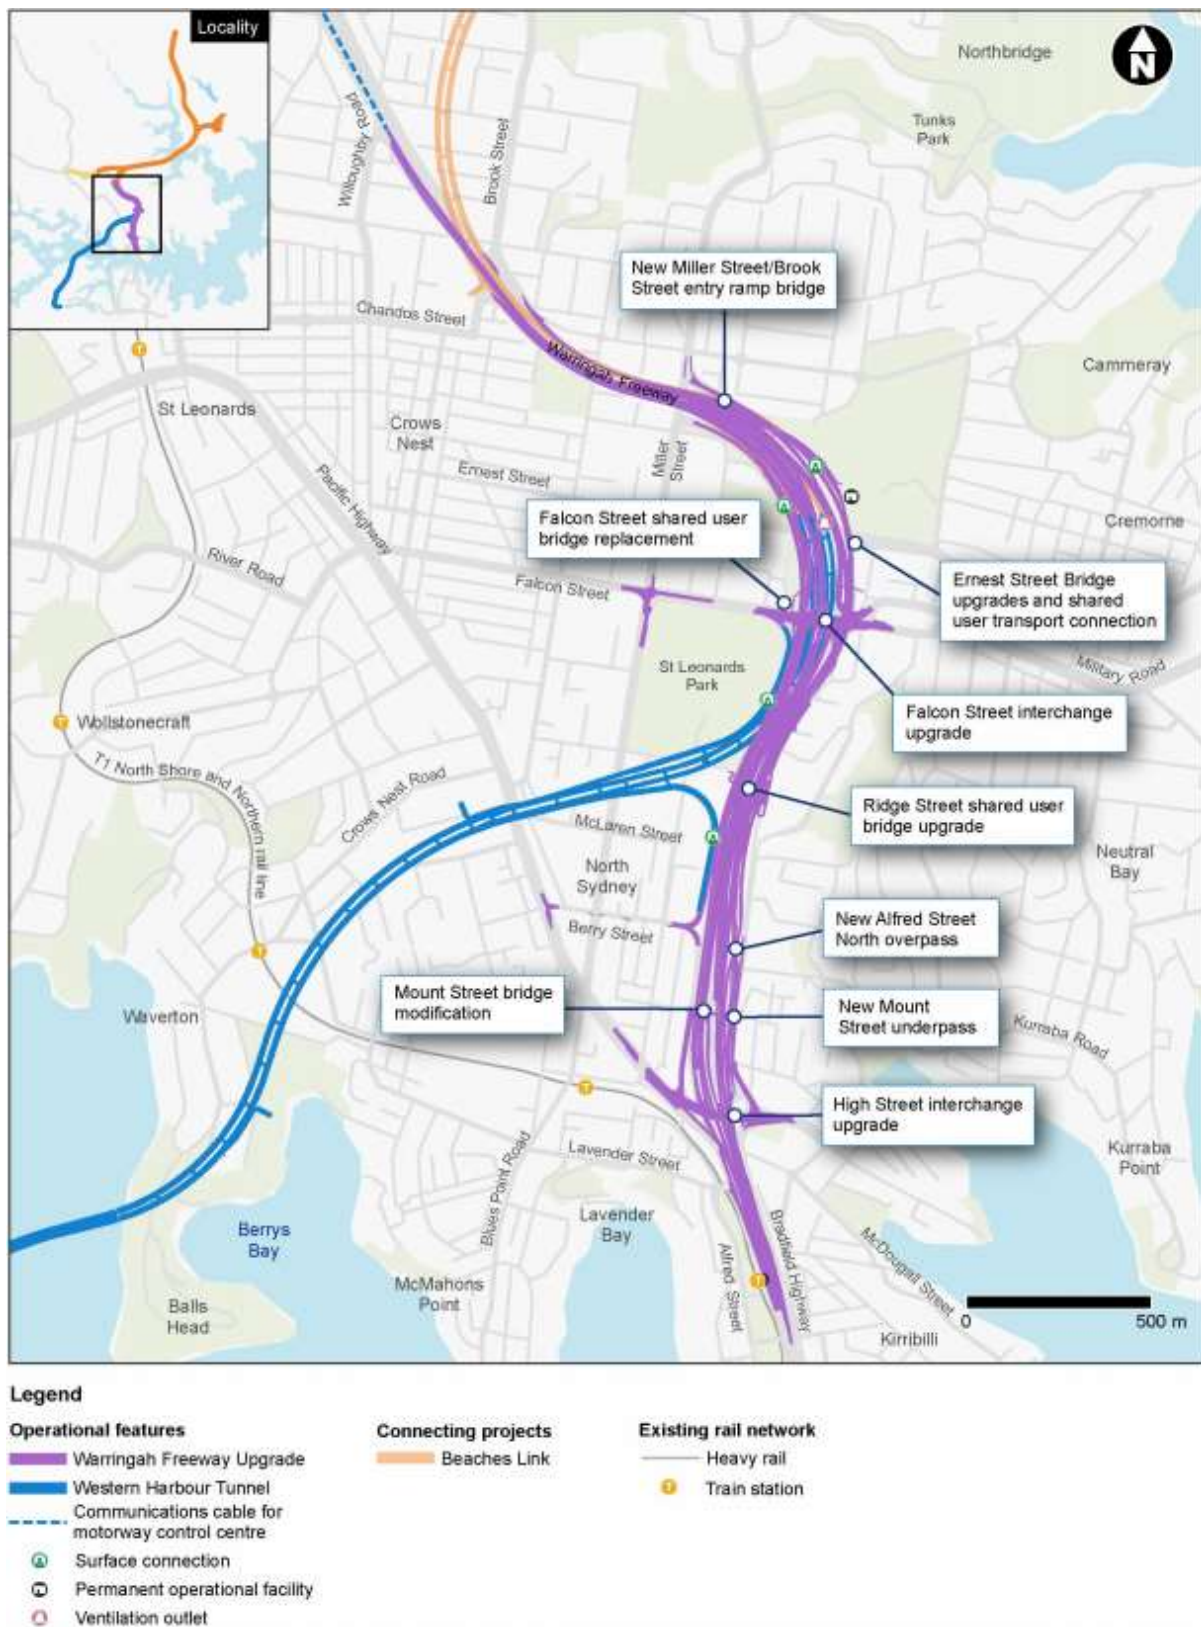 Locality
N
Northbridge
Tunks
Park
Willoughby Road
Brook Street
New Miller Street/Brook
Street entry ramp bridge
Chandos Street
Warringah Freeway
Cammeray
St Leonards
Crows
Nest
Miller
Street
Ernest Street
Pacific Highway
Falcon Street shared user
bridge replacement
Cremorne
River Road
Falcon Street
Ernest Street Bridge
upgrades and shared
user transport connection
St Leonards
Park
Military Road
Wollstonecraft
Falcon Street interchange
upgrade
T1 North Shore and Northern rail line
Crows Nest Road
Ridge Street shared user
bridge upgrade
McLaren Street
Neutral
Bay
North
Sydney
New Alfred Street
North overpass
Berry Street
Mount Street bridge
modification
New Mount
Street underpass
Waverton
Kurraba Road
High Street interchange
upgrade
Lavender Street
Kurraba
Point
Blues Point Road
Lavender
Bay
Berrys
Bay
Bradfield Highway
Alfred Street
McDougall Street
McMahons
Point
Balls
Head
Kirribilli
0 500 m
Legend
Operational features
Warringah Freeway Upgrade
Western Harbour Tunnel
Communications cable for
motorway control centre
Surface connection
Permanent operational facility
Ventilation outlet
Connecting projects
Beaches Link
Existing rail network
Heavy rail
T Train station